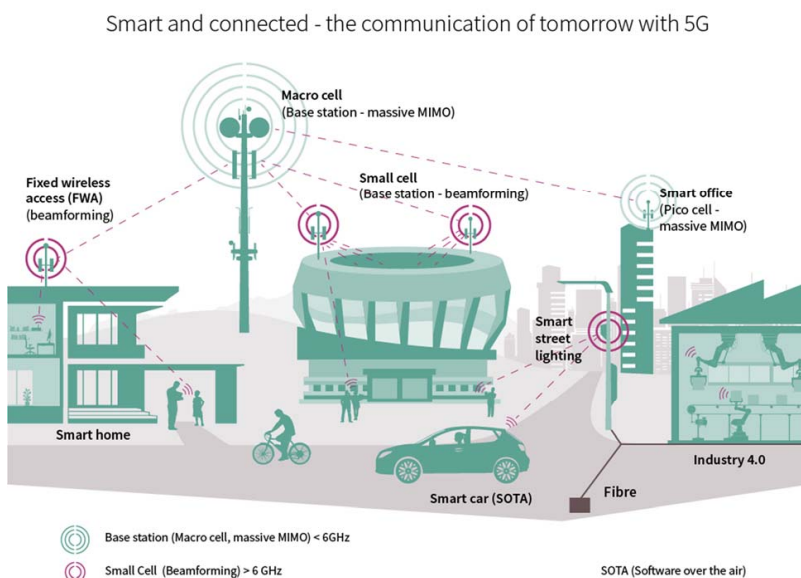 Smart and connected - the communication of tomorrow with 5G
Macro cell
(Base station - massive MIMO)
Fixed wireless
access (FWA)
(beamforming)
Small cell
(Base station - beamforming)
Smart office
(Pico cell -
massive MIMO)
Smart
street
lighting
Smart home
Smart car (SOTA)
Industry 4.0
Fibre
Base station (Macro cell, massive MIMO) < 6GHz
Small Cell (Beamforming) > 6 GHz
SOTA (Software over the air)